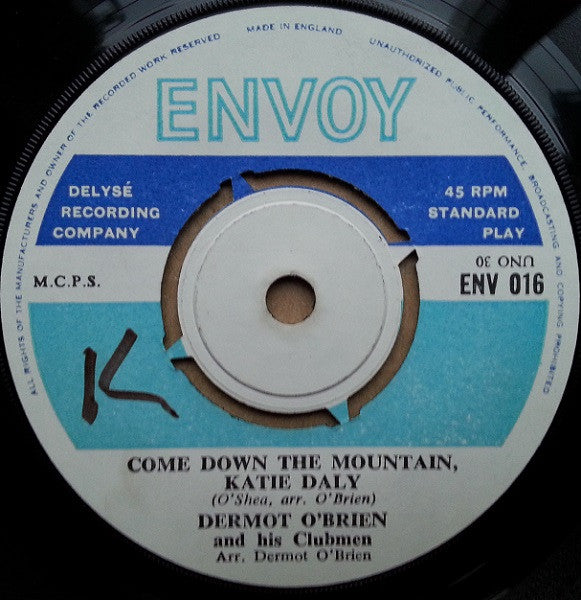 ALL RIGHTS OF THE MANUFACTURERS AND OWNER OF THE RECORDED WORK RESERVED
MADE IN ENGLAND
UNAUTHORIZED PUBLIC PERFORMANCE, BROADCASTING AND COPYING PROHIBITED
ENVOY
DELYSÉ
RECORDING
COMPANY
45 RPM
STANDARD
PLAY
UNO 30
M.C.P.S.
ENV 016
K
COME DOWN THE MOUNTAIN,
KATIE DALY
(O'Shea, arr. O'Brien)
DERMOT O'BRIEN
and his Clubmen
Arr. Dermot O'Brien